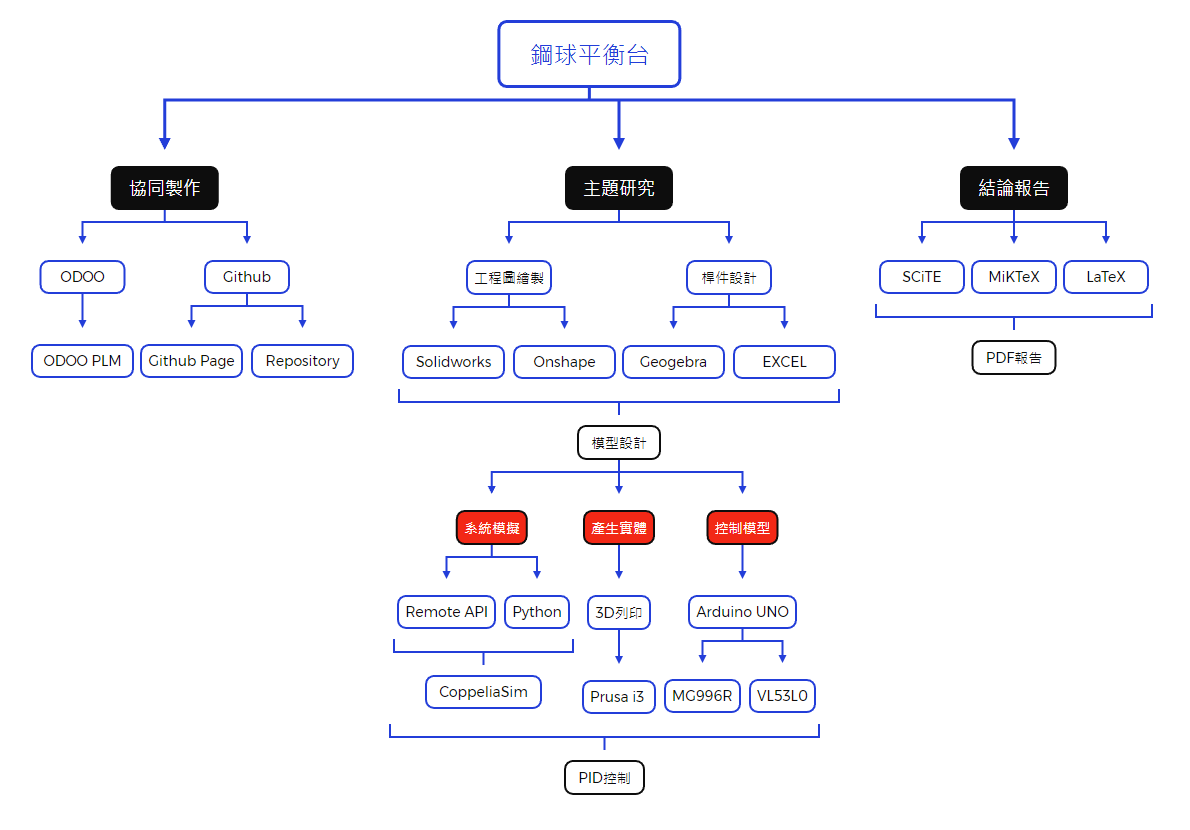 鋼球平衡台
協同製作
主題研究
結論報告
ODOO
Github
工程圖繪製
桿件設計
SCiTE
MiKTeX
LaTeX
ODOO PLM
Github Page
Repository
Solidworks
Onshape
Geogebra
EXCEL
PDF報告
模型設計
系統模擬
產生實體
控制模型
Remote API
Python
3D列印
Arduino UNO
CoppeliaSim
Prusa i3
MG996R
VL53L0
PID控制